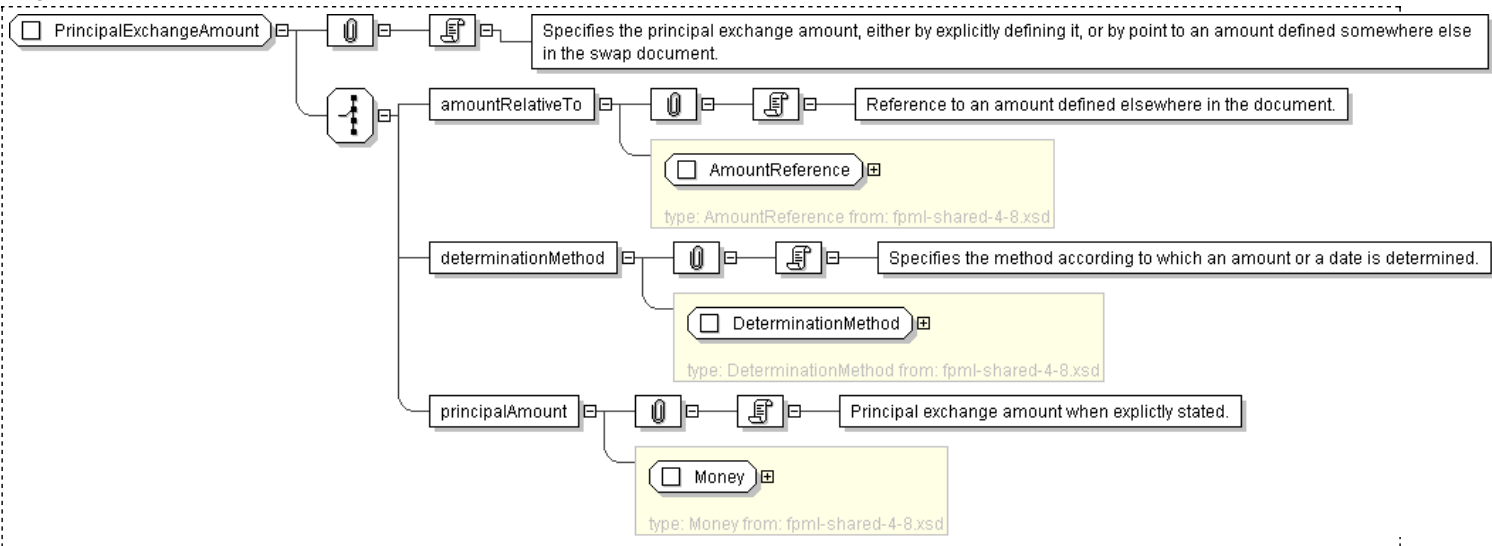 PrincipalExchangeAmount
Specifies the principal exchange amount, either by explicitly defining it, or by point to an amount defined somewhere else
in the swap document.
amountRelativeTo
Reference to an amount defined elsewhere in the document.
AmountReference
type: AmountReference from: fpml-shared-4-8.xsd
determinationMethod
Specifies the method according to which an amount or a date is determined.
DeterminationMethod
type: DeterminationMethod from: fpml-shared-4-8.xsd
principalAmount
Principal exchange amount when explictly stated.
Money
type: Money from: fpml-shared-4-8.xsd